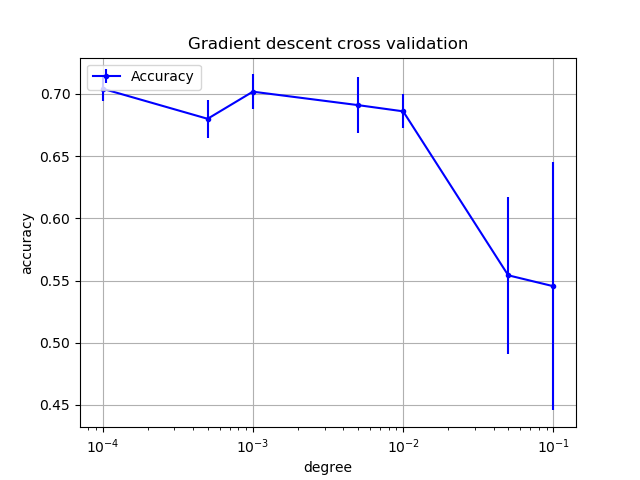 Gradient descent cross validation
Accuracy
accuracy
0.70
0.65
0.60
0.55
0.50
0.45
10⁻⁴
10⁻³
10⁻²
10⁻¹
degree